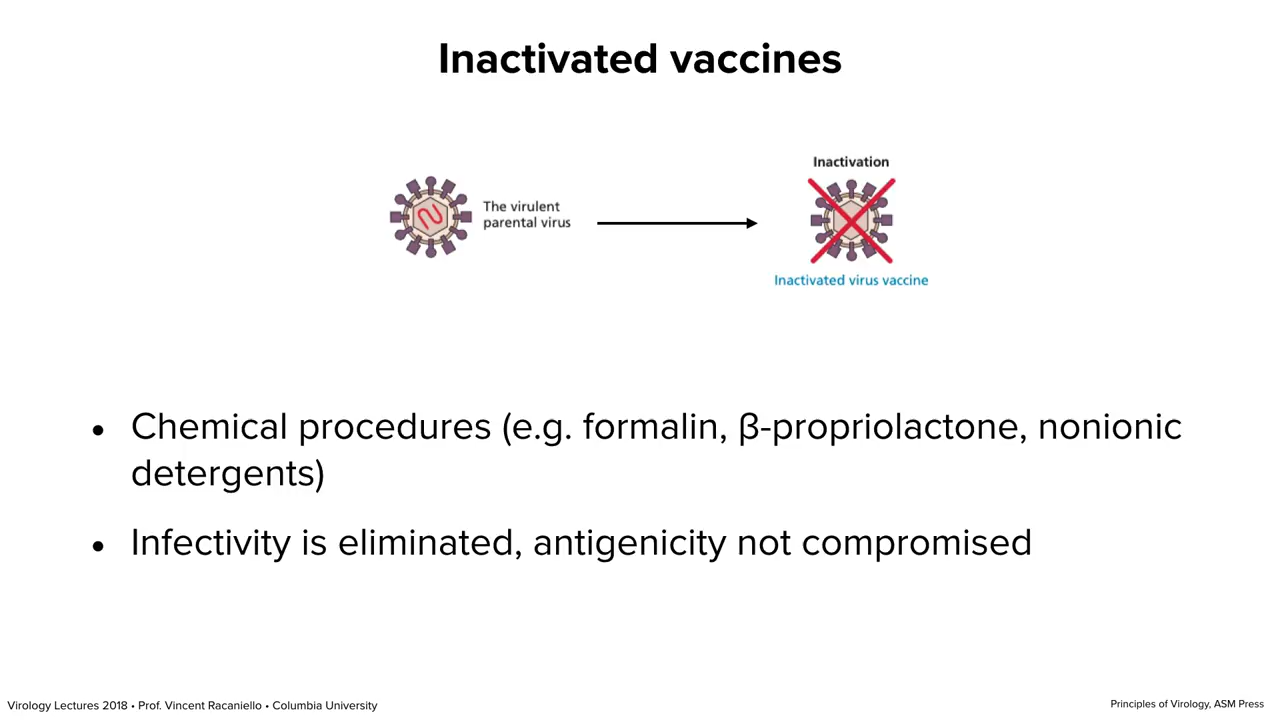 Inactivated vaccines
Inactivation
The virulent
parental virus
Inactivated virus vaccine
• Chemical procedures (e.g. formalin, β-propriolactone, nonionic
detergents)
• Infectivity is eliminated, antigenicity not compromised
Virology Lectures 2018 • Prof. Vincent Racaniello • Columbia University
Principles of Virology, ASM Press